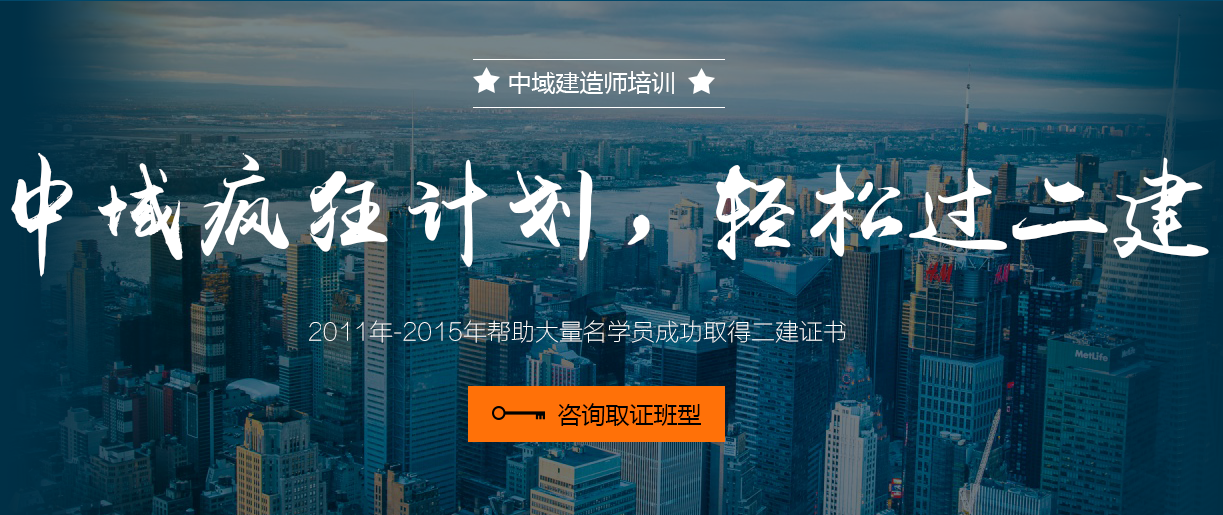 中域建造师培训
中域疯狂计划，轻松过二建
2011年-2015年帮助大量名学员成功取得二建证书
咨询取证班型
MetLife
H&M